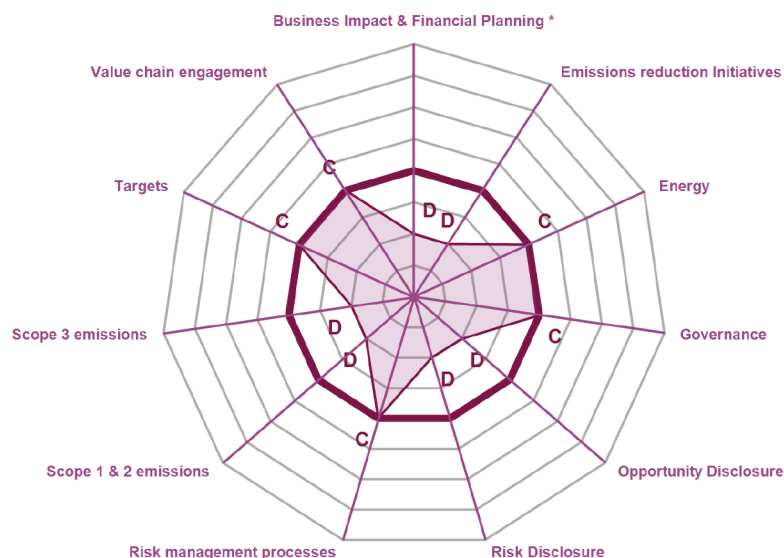 Business Impact & Financial Planning *
Value chain engagement
Emissions reduction Initiatives
C
Targets
Energy
D
D
C
C
Scope 3 emissions
D
C
Governance
D
D
D
C
Scope 1 & 2 emissions
Opportunity Disclosure
Risk management processes
Risk Disclosure